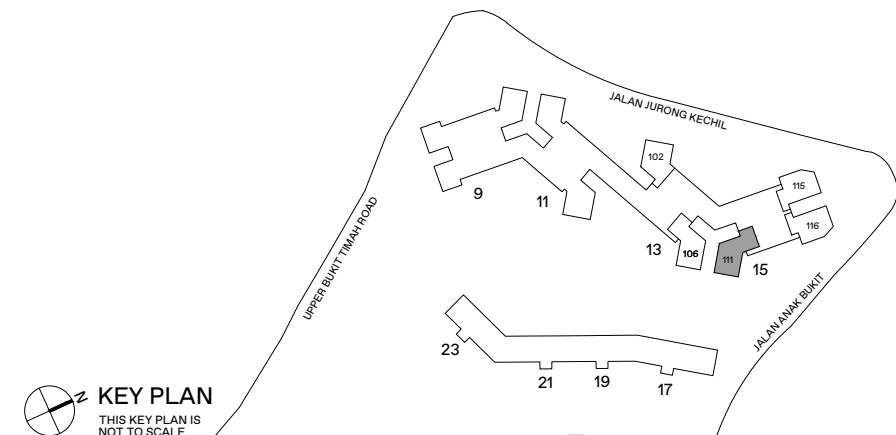 JALAN JURONG KECHIL
102
115
116
9
11
13
106
111
15
UPPER BUKIT TIMAH ROAD
JALAN ANAK BUKIT
23
21
19
17
N
KEY PLAN
THIS KEY PLAN IS
NOT TO SCALE